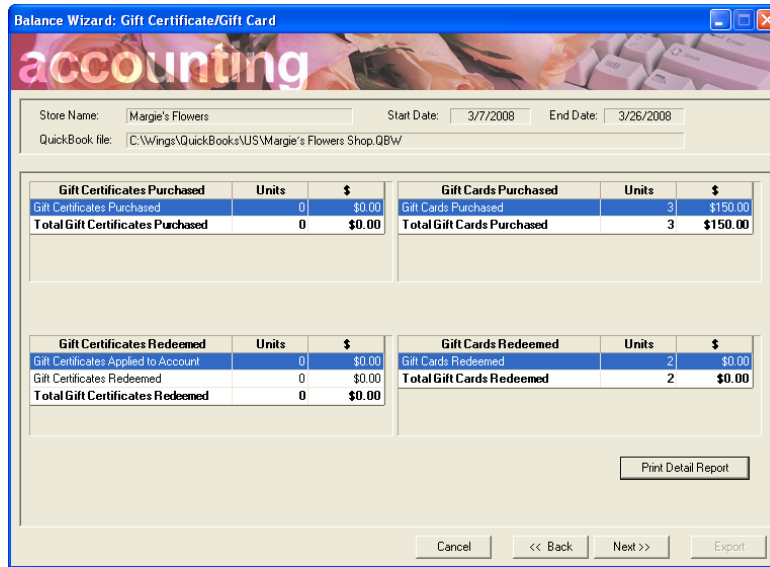 Balance Wizard: Gift Certificate/Gift Card
accounting
Store Name: Margie's Flowers Start Date: 3/7/2008 End Date: 3/26/2008
QuickBook file: C:\Wings\QuickBooks\US\Margie's Flowers Shop.QBW
Gift Certificates Purchased Units $
Gift Certificates Purchased 0 $0.00
Total Gift Certificates Purchased 0 $0.00
Gift Cards Purchased Units $
Gift Cards Purchased 3 $150.00
Total Gift Cards Purchased 3 $150.00
Gift Certificates Redeemed Units $
Gift Certificates Applied to Account 0 $0.00
Gift Certificates Redeemed 0 $0.00
Total Gift Certificates Redeemed 0 $0.00
Gift Cards Redeemed Units $
Gift Cards Redeemed 2 $0.00
Total Gift Cards Redeemed 2 $0.00
Print Detail Report
Cancel << Back Next >> Export